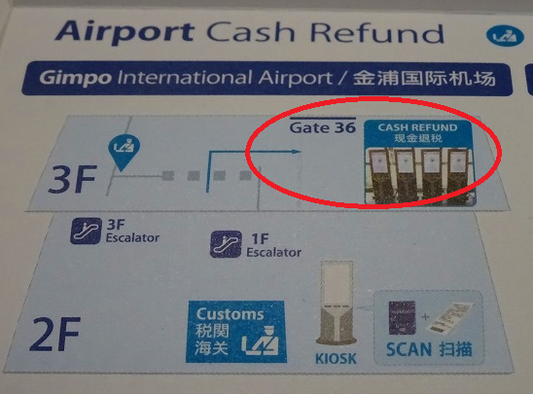 Airport Cash Refund
Gimpo International Airport / 金浦国际机场
Gate 36
CASH REFUND
现金退税
3F
3F
Escalator
1F
Escalator
2F
Customs
税関
海关
KIOSK
+
SCAN 扫描